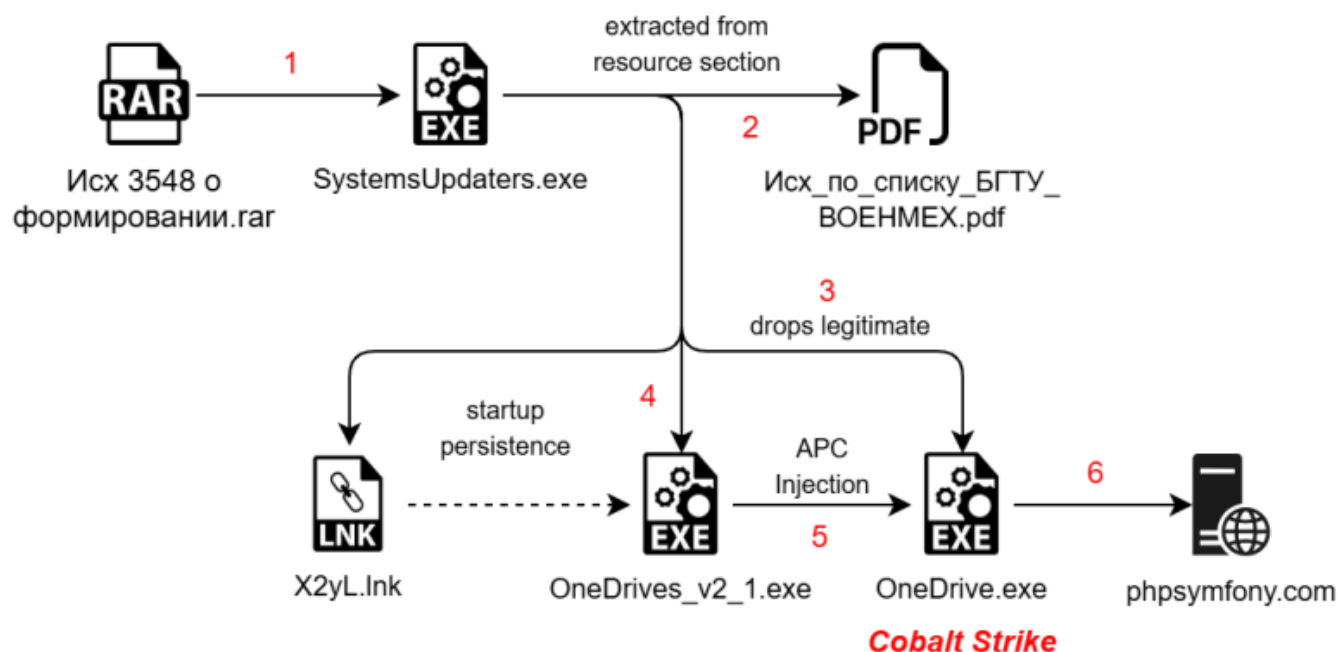 extracted from
resource section
1
2
RAR
EXE
PDF
Исх 3548 о
формировании.rar
SystemsUpdaters.exe
Исх_по_списку_БГТУ_
ВОЕНМЕХ.pdf
3
drops legitimate
4
startup
persistence
APC
Injection
5
6
LNK
EXE
EXE
X2yL.lnk
OneDrives_v2_1.exe
OneDrive.exe
phpsymfony.com
Cobalt Strike